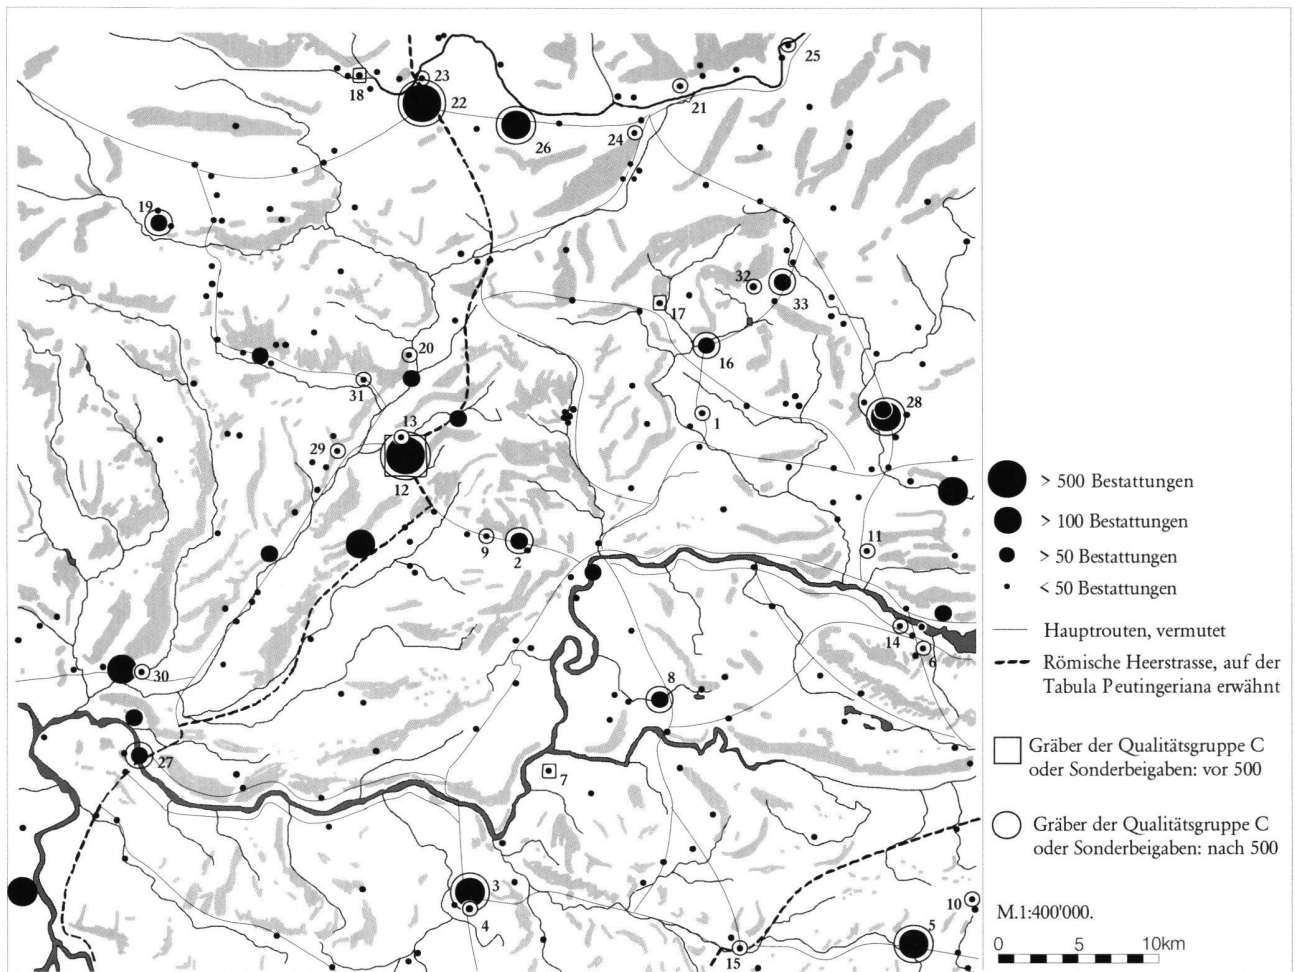 25
23
18
22
21
26
24
19
32
33
17
20
16
31
28
13
1
29
12
9
2
11
14
6
30
8
27
7
3
10
4
5
15
> 500 Bestattungen
> 100 Bestattungen
> 50 Bestattungen
< 50 Bestattungen
Hauptrouten, vermutet
Römische Heerstrasse, auf der
Tabula Peutingeriana erwähnt
Gräber der Qualitätsgruppe C
oder Sonderbeigaben: vor 500
Gräber der Qualitätsgruppe C
oder Sonderbeigaben: nach 500
M.1:400'000.
0 5 10km